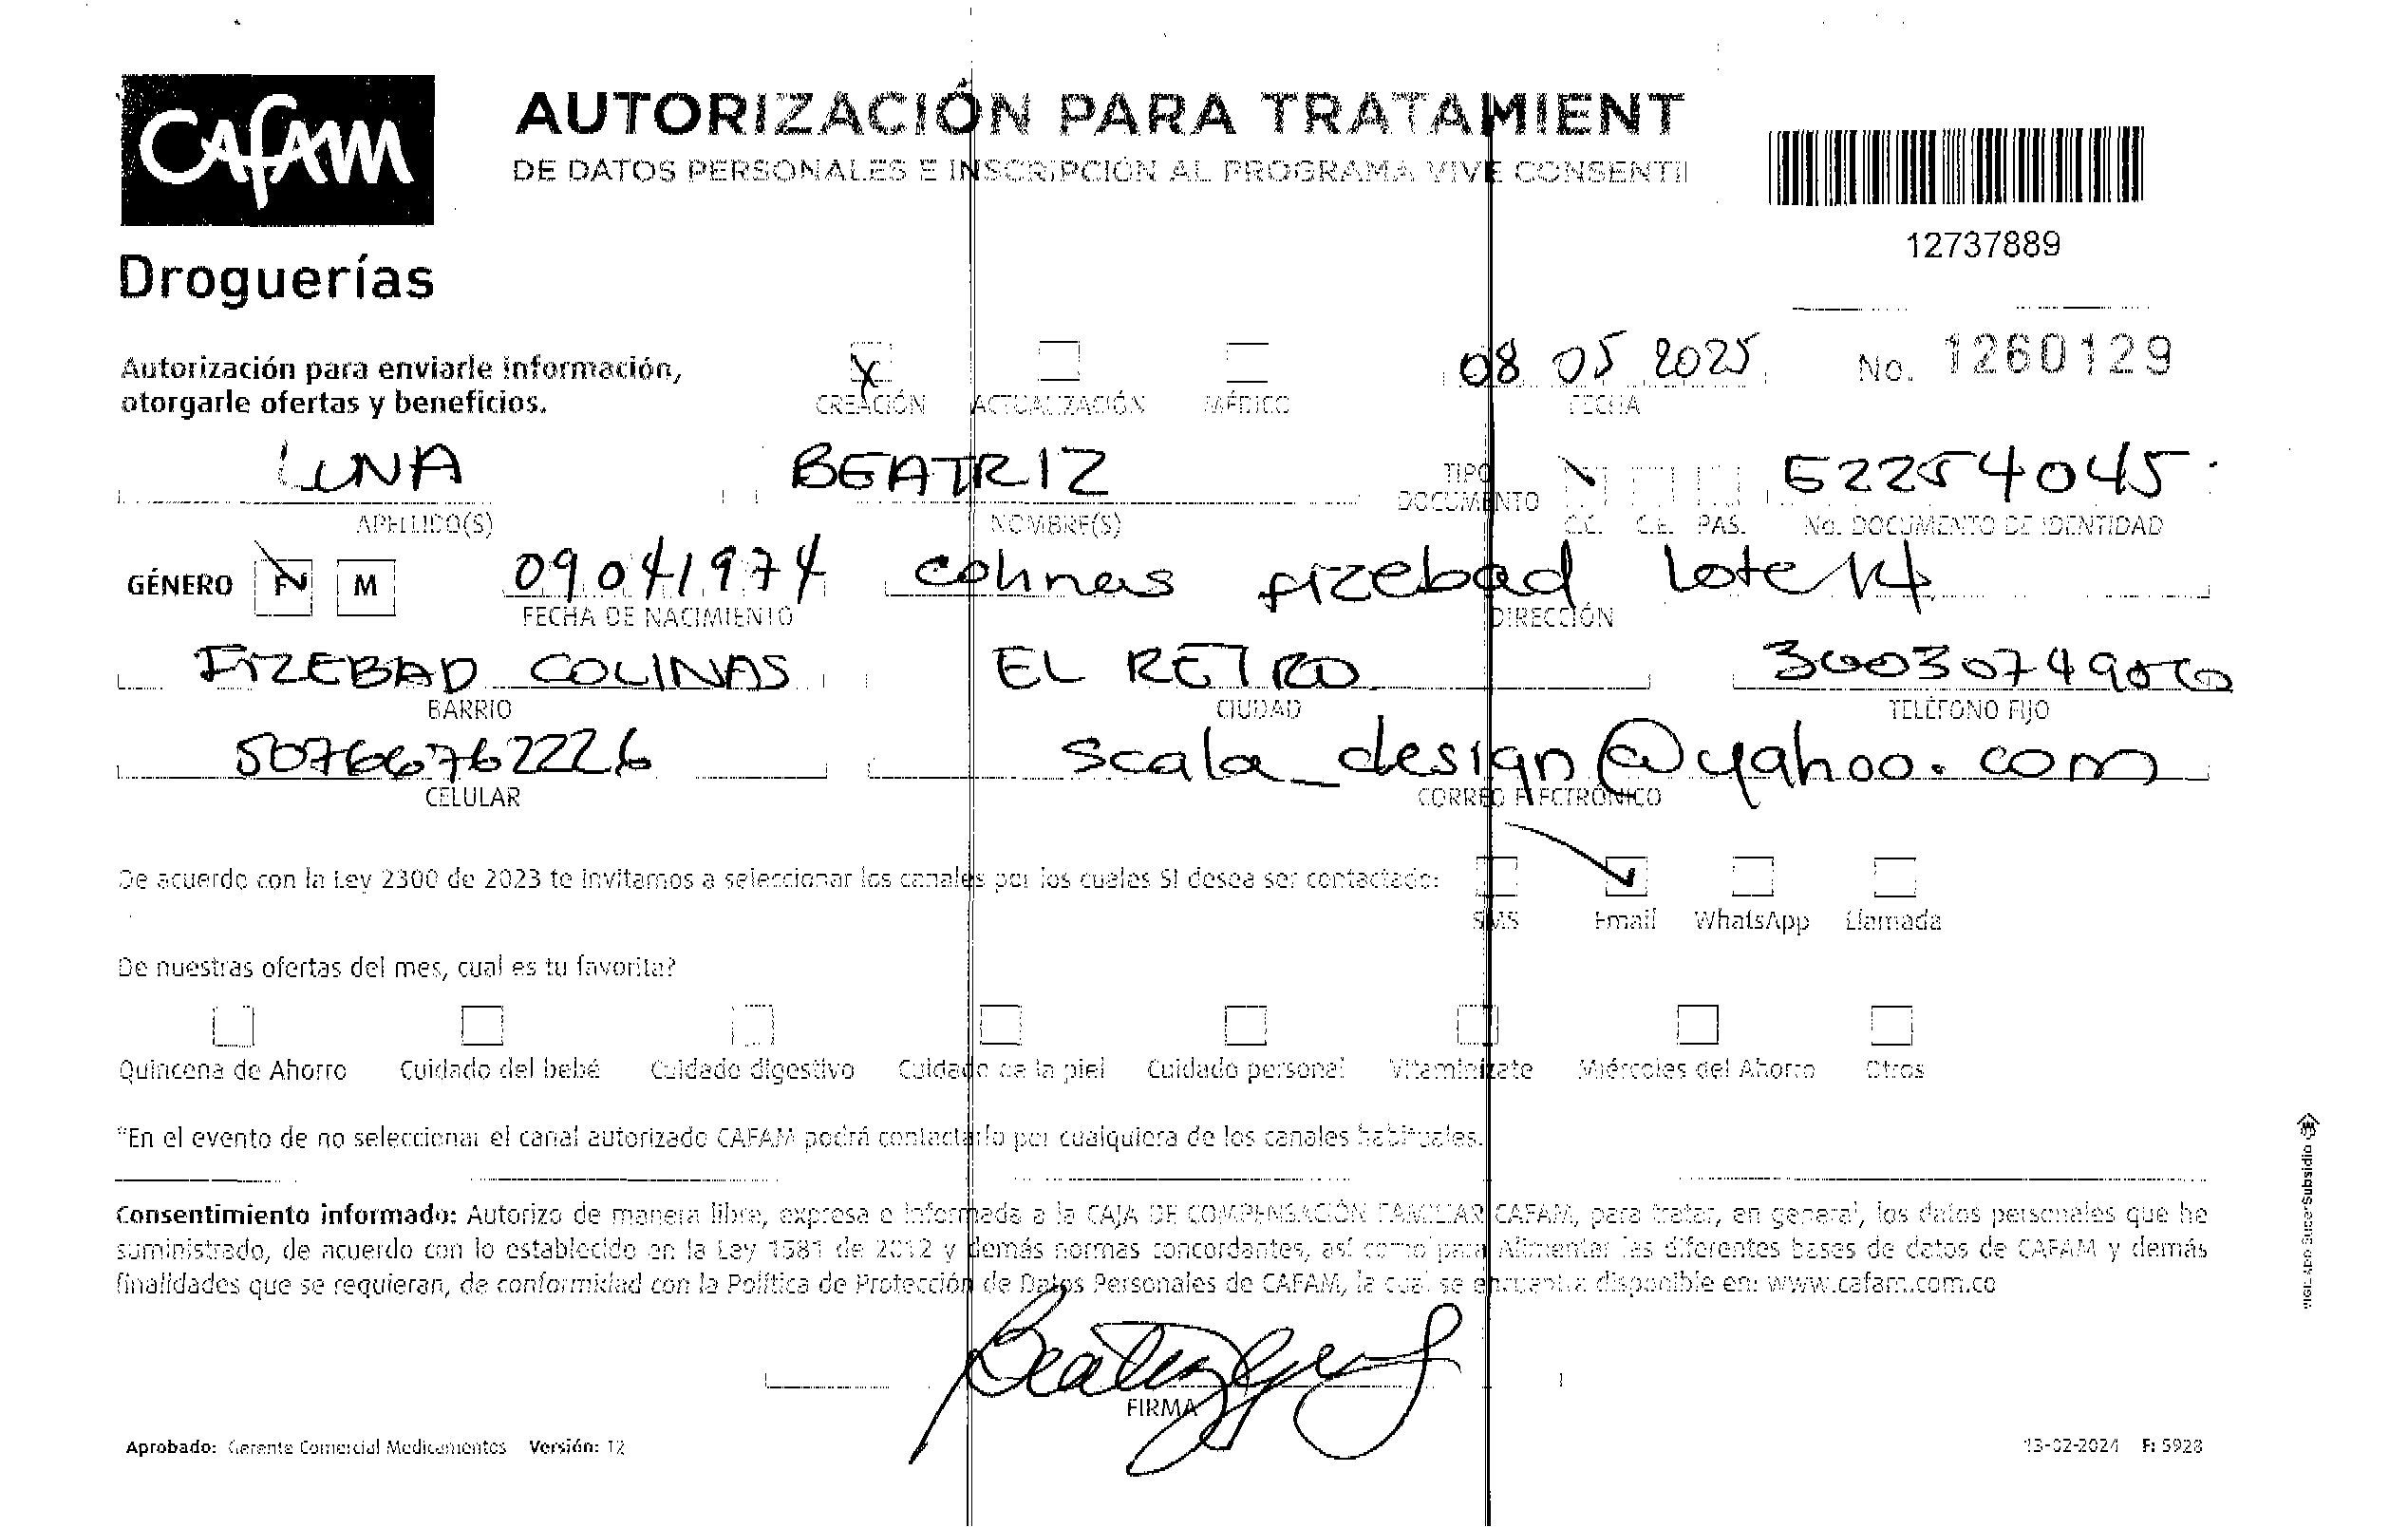 CAFAM
Droguerías
AUTORIZACIÓN PARA TRATAMIENT
DE DATOS PERSONALES E INSCRIPCIÓN AL PROGRAMA VIVE CONSENTI
12737889
Autorización para enviarle información,
otorgarle ofertas y beneficios.
X
CREACIÓN ACTUALIZACIÓN MÉDICO
08 05 2025
FECHA
No. 1260129
LUNA
APELLIDO(S)
BEATRIZ
NOMBRE(S)
TIPO
DOCUMENTO
C.C. C.E. PAS.
52254045
No. DOCUMENTO DE IDENTIDAD
GÉNERO F M
09041974
FECHA DE NACIMIENTO
colinas fizebad lote 14
DIRECCIÓN
FIZEBAD COLINAS
BARRIO
EL RETIRO
CIUDAD
TELÉFONO FIJO
50766762226
CELULAR
scala_design@yahoo.com
CORREO ELECTRÓNICO
De acuerdo con la Ley 2300 de 2023 te invitamos a seleccionar los canales por los cuales SI desea ser contactado:
SMS Email WhatsApp Llamada
De nuestras ofertas del mes, cual es tu favorita?
Quincena de Ahorro Cuidado del bebé Cuidado digestivo Cuidado de la piel Cuidado personal Vitaminízate Miércoles del Ahorro Otros
*En el evento de no seleccionar el canal autorizado CAFAM podrá contactarlo por cualquiera de los canales habituales.
Consentimiento informado: Autorizo de manera libre, expresa e informada a la CAJA DE COMPENSACIÓN FAMILIAR CAFAM, para tratar, en general, los datos personales que he
suministrado, de acuerdo con lo establecido en la Ley 1581 de 2012 y demás normas concordantes, así como para Alimentar las diferentes bases de datos de CAFAM y demás
finalidades que se requieran, de conformidad con la Política de Protección de Datos Personales de CAFAM, la cual se encuentra disponible en: www.cafam.com.co
Beatriz
FIRMA
Aprobado: Gerente Comercial Medicamentos Versión: 12
13-02-2024 F: 5928
VIGILADO SuperSubsidio